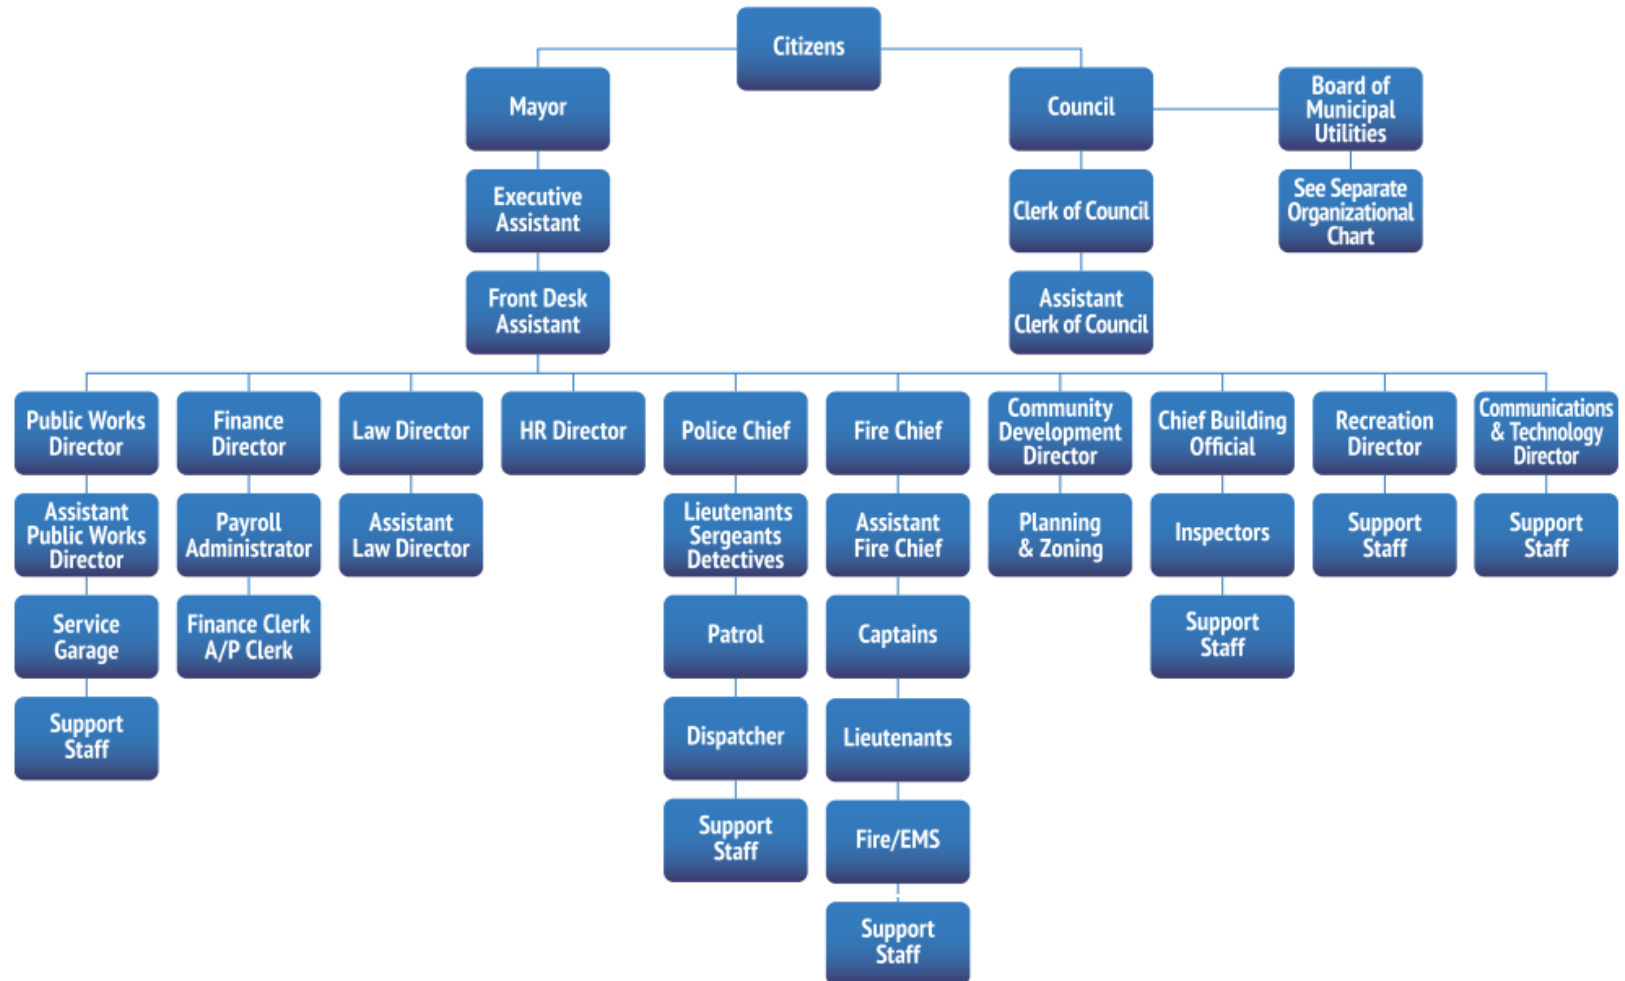 Citizens
Mayor
Council
Board of
Municipal
Utilities
Executive
Assistant
Clerk of Council
See Separate
Organizational
Chart
Front Desk
Assistant
Assistant
Clerk of Council
Public Works
Director
Finance
Director
Law Director
HR Director
Police Chief
Fire Chief
Community
Development
Director
Chief Building
Official
Recreation
Director
Communications
& Technology
Director
Assistant
Public Works
Director
Payroll
Administrator
Assistant
Law Director
Lieutenants
Sergeants
Detectives
Assistant
Fire Chief
Planning
& Zoning
Inspectors
Support
Staff
Support
Staff
Service
Garage
Finance Clerk
A/P Clerk
Patrol
Captains
Support
Staff
Support
Staff
Dispatcher
Lieutenants
Support
Staff
Fire/EMS
Support
Staff